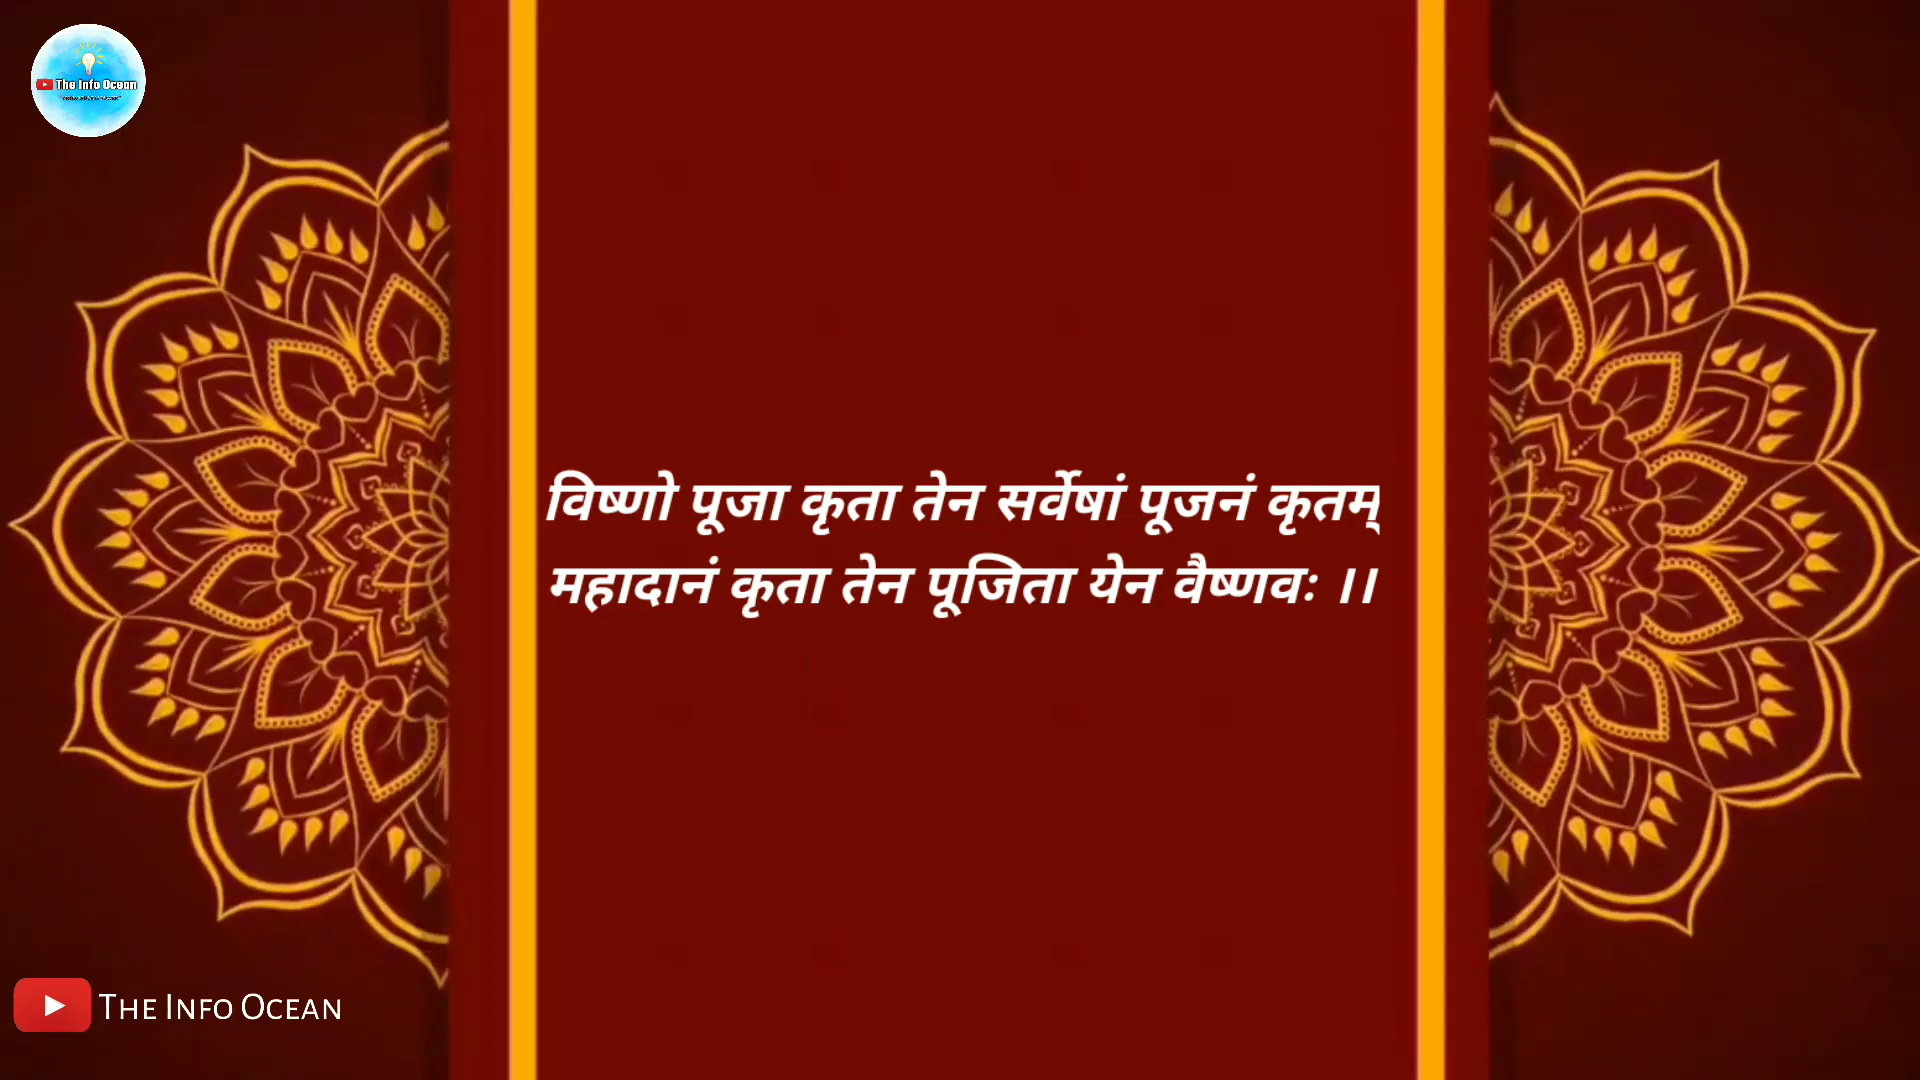 The Info Ocean
विष्णो पूजा कृता तेन सर्वेषां पूजनं कृतम्
महादानं कृता तेन पूजिता येन वैष्णवः ।।
The Info Ocean